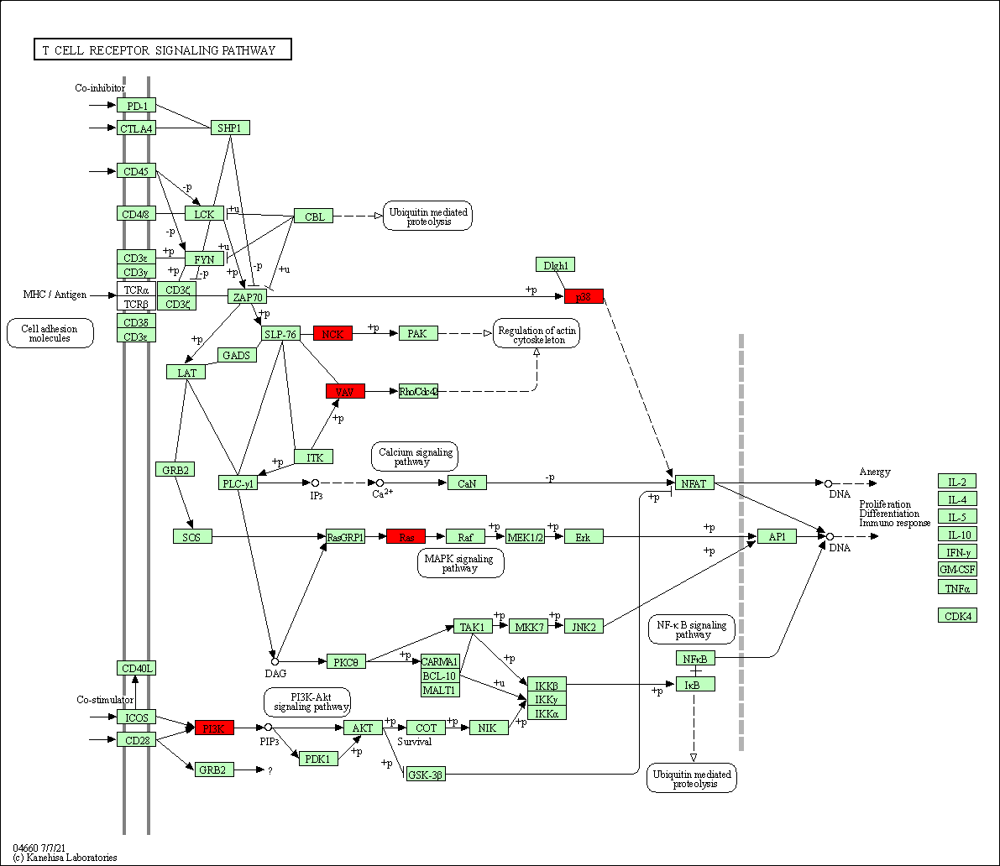 T CELL RECEPTOR SIGNALING PATHWAY
Co-inhibitor
PD-1
CTLA4
SHP1
CD45
-p
CD4/8
LCK
+u
CBL
Ubiquitin mediated
proteolysis
-p
+p
+u
CD3ε
FYN
CD3γ
+p
-p
+p
-p
+u
Dlgh1
MHC / Antigen
TCRα
CD3ζ
TCRβ
CD3ζ
ZAP70
+p
p38
+p
Cell adhesion
molecules
CD3δ
CD3ε
SLP-76
NCK
+p
PAK
Regulation of actin
cytoskeleton
+p
GADS
LAT
VAV
Rho/Cdc42
+p
ITK
+p
GRB2
Calcium signaling
pathway
PLC-γ1
IP3
Ca2+
CaN
-p
NFAT
+p
DNA
Anergy
Proliferation
Differentiation
Immuno response
SOS
RasGRP1
Ras
Raf
+p
MEK1/2
+p
Erk
+p
AP1
DNA
MAPK signaling
pathway
+p
IL-2
IL-4
IL-5
IL-10
IFN-γ
GM-CSF
TNFα
CDK4
TAK1
+p
MKK7
+p
JNK2
NF-κB signaling
pathway
DAG
PKCθ
+p
CARMA1
BCL-10
MALT1
+p
+u
IKKβ
IKKγ
IKKα
+p
NFκB
IκB
CD40L
Co-stimulator
PI3K-Akt
signaling pathway
ICOS
CD28
PI3K
PIP3
AKT
+p
COT
+p
NIK
+p
Survival
PDK1
+p
+p
GRB2
?
GSK-3β
Ubiquitin mediated
proteolysis
04660 7/7/21
(c) Kanehisa Laboratories